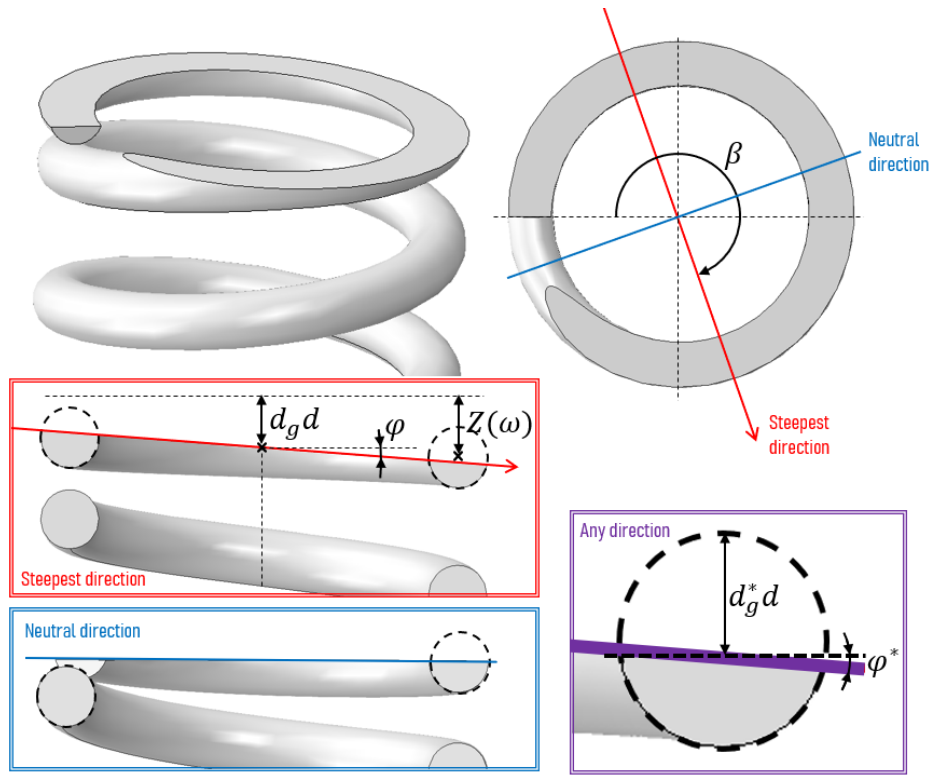 β
Neutral
direction
Steepest
direction
d_g d
φ
Z(ω)
Steepest direction
Neutral direction
Any direction
d_g^* d
φ*